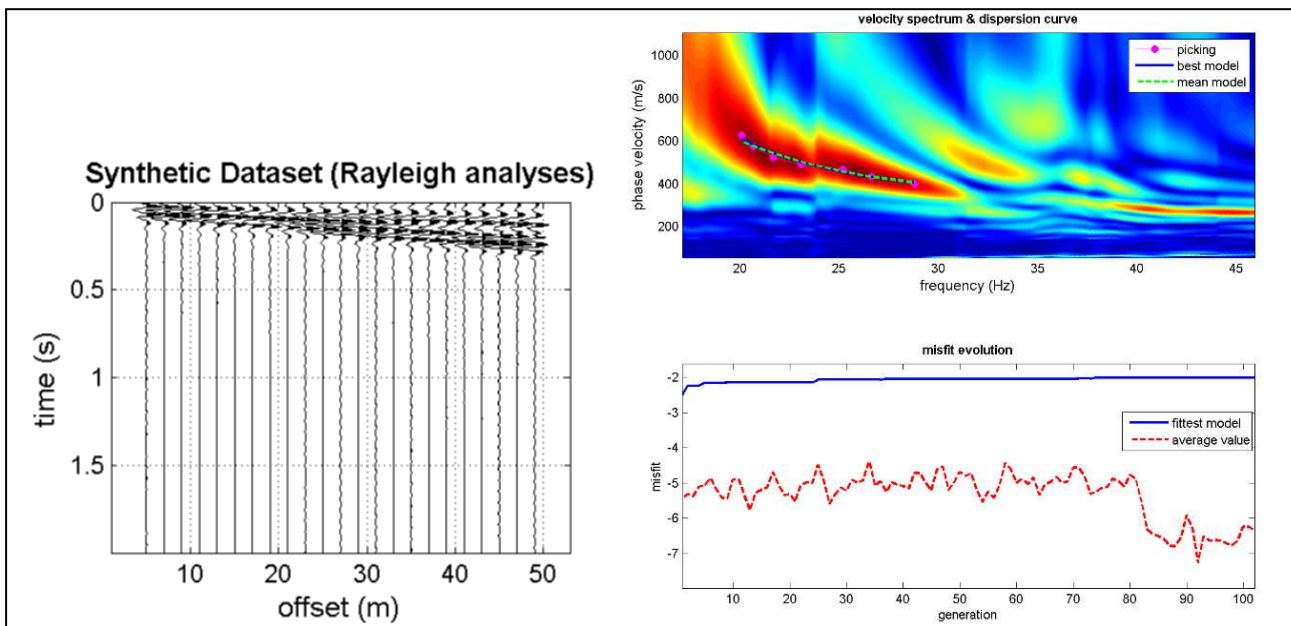 Synthetic Dataset (Rayleigh analyses)
time (s)
0
0.5
1
1.5
10 20 30 40 50
offset (m)
velocity spectrum & dispersion curve
phase velocity (m/s)
1000
800
600
400
200
picking
best model
mean model
20 25 30 35 40 45
frequency (Hz)
misfit evolution
misfit
-2
-3
-4
-5
-6
-7
fittest model
average value
10 20 30 40 50 60 70 80 90 100
generation